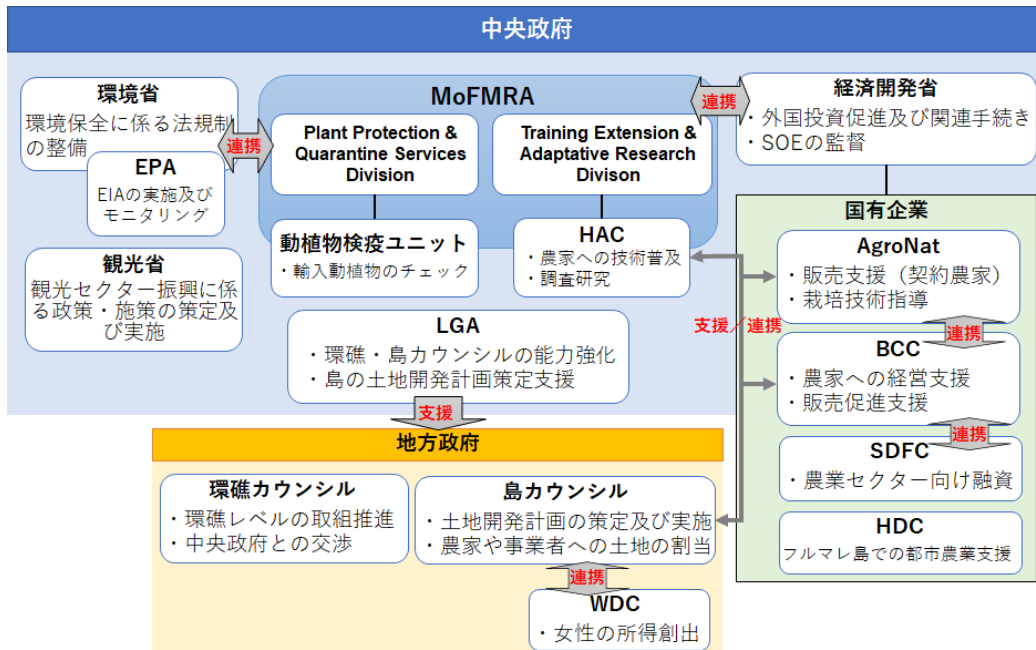 中央政府
環境省
環境保全に係る法規制
の整備
連携
EPA
EIAの実施及び
モニタリング
観光省
観光セクター振興に係
る政策・施策の策定及
び実施
MoFMRA
Plant Protection &
Quarantine Services
Division
Training Extension &
Adaptative Research
Divison
動植物検疫ユニット
・輸入動植物のチェック
HAC
・農家への技術普及
・調査研究
LGA
・環礁・島カウンシルの能力強化
・島の土地開発計画策定支援
連携
経済開発省
・外国投資促進及び関連手続き
・SOEの監督
国有企業
AgroNat
・販売支援（契約農家）
・栽培技術指導
連携
BCC
・農家への経営支援
・販売促進支援
連携
SDFC
・農業セクター向け融資
HDC
フルマレ島での都市農業支援
支援／連携
支援
地方政府
環礁カウンシル
・環礁レベルの取組推進
・中央政府との交渉
島カウンシル
・土地開発計画の策定及び実施
・農家や事業者への土地の割当
連携
WDC
・女性の所得創出